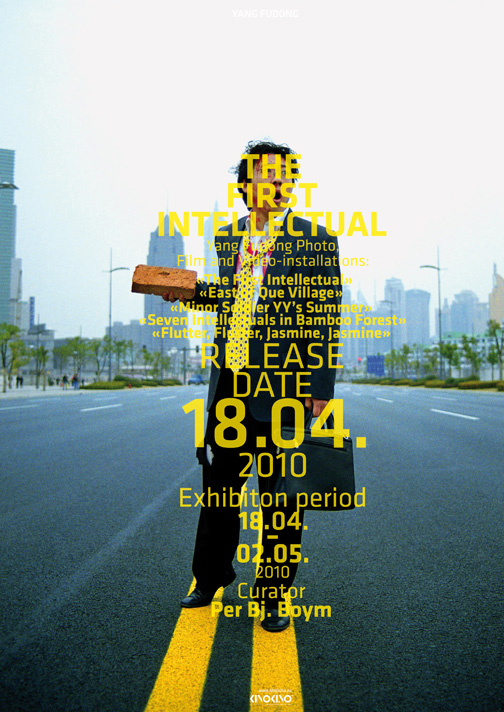 YANG FUDONG
THE
FIRST
INTELLECTUAL
Yang Fudong Photo,
Film and Video-installations:
«The First Intellectual»
«East of Que Village»
«Minor Soldier YY's Summer»
«Seven Intellectuals in Bamboo Forest»
«Flutter, Flutter, Jasmine, Jasmine»
RELEASE
DATE
18.04.
2010
Exhibiton period
18.04.
–
02.05.
2010
Curator
Per Bj. Boym
KINOKINO